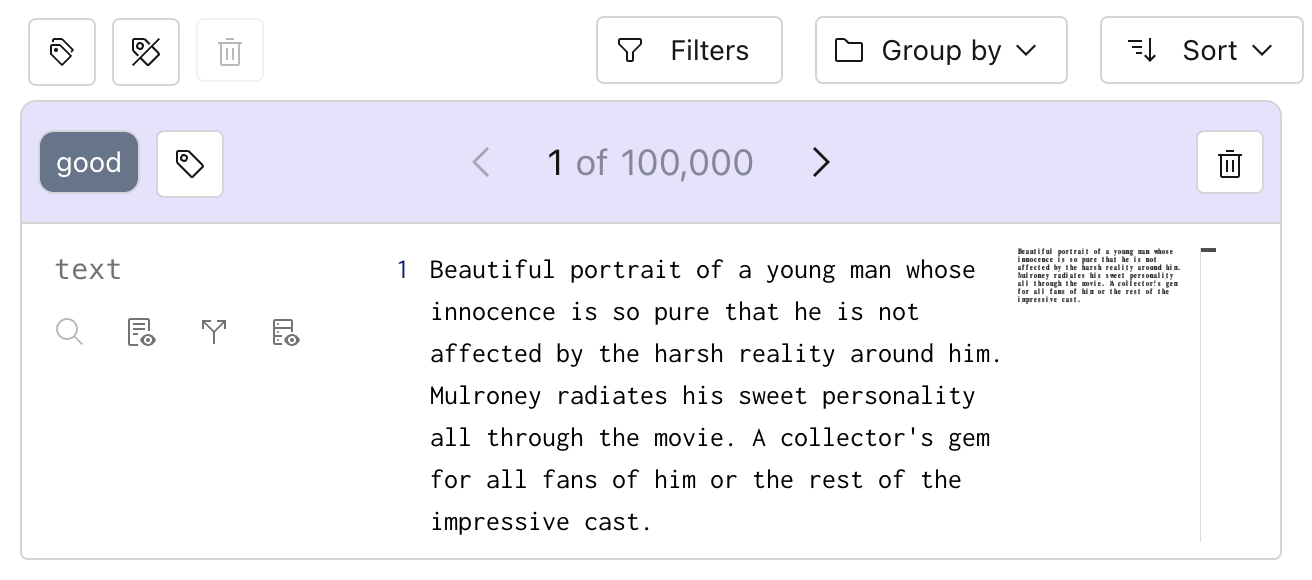 Filters
Group by
Sort
good
1 of 100,000
text
1
Beautiful portrait of a young man whose
innocence is so pure that he is not
affected by the harsh reality around him.
Mulroney radiates his sweet personality
all through the movie. A collector's gem
for all fans of him or the rest of the
impressive cast.
Beautiful portrait of a young man whose
innocence is so pure that he is not
affected by the harsh reality around him.
Mulroney radiates his sweet personality
all through the movie. A collector's gem
for all fans of him or the rest of the
impressive cast.